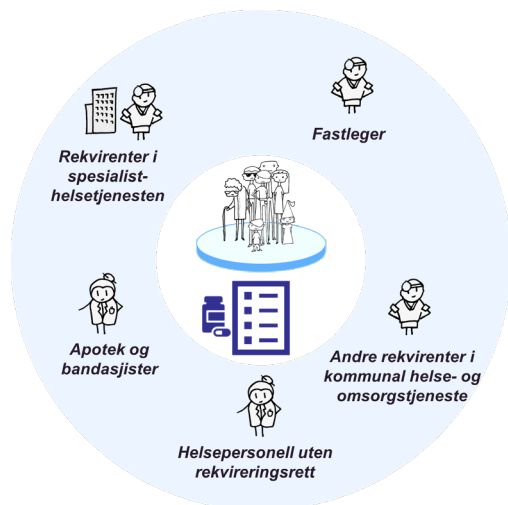 Fastleger
Rekvirenter i
spesialist-
helsetjenesten
Apotek og
bandasjister
Andre rekvirenter i
kommunal helse- og
omsorgstjeneste
Helsepersonell uten
rekvireringsrett